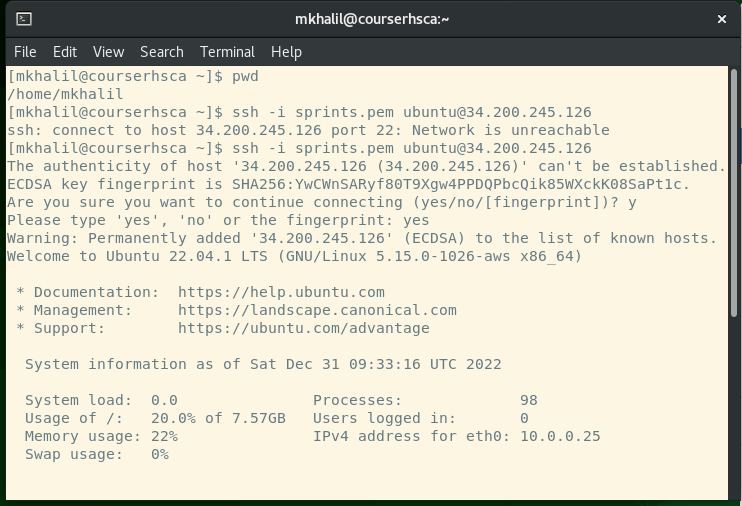 mkhalil@courserhsca:~
File Edit View Search Terminal Help
[mkhalil@courserhsca ~]$ pwd
/home/mkhalil
[mkhalil@courserhsca ~]$ ssh -i sprints.pem ubuntu@34.200.245.126
ssh: connect to host 34.200.245.126 port 22: Network is unreachable
[mkhalil@courserhsca ~]$ ssh -i sprints.pem ubuntu@34.200.245.126
The authenticity of host '34.200.245.126 (34.200.245.126)' can't be established.
ECDSA key fingerprint is SHA256:YwCWnSARyf80T9Xgw4PPDQPbcQik85WXckK08SaPt1c.
Are you sure you want to continue connecting (yes/no/[fingerprint])? y
Please type 'yes', 'no' or the fingerprint: yes
Warning: Permanently added '34.200.245.126' (ECDSA) to the list of known hosts.
Welcome to Ubuntu 22.04.1 LTS (GNU/Linux 5.15.0-1026-aws x86_64)
* Documentation:  https://help.ubuntu.com
* Management:     https://landscape.canonical.com
* Support:        https://ubuntu.com/advantage
System information as of Sat Dec 31 09:33:16 UTC 2022
System load:  0.0                Processes:             98
Usage of /:   20.0% of 7.57GB   Users logged in:       0
Memory usage: 22%               IPv4 address for eth0: 10.0.0.25
Swap usage:   0%